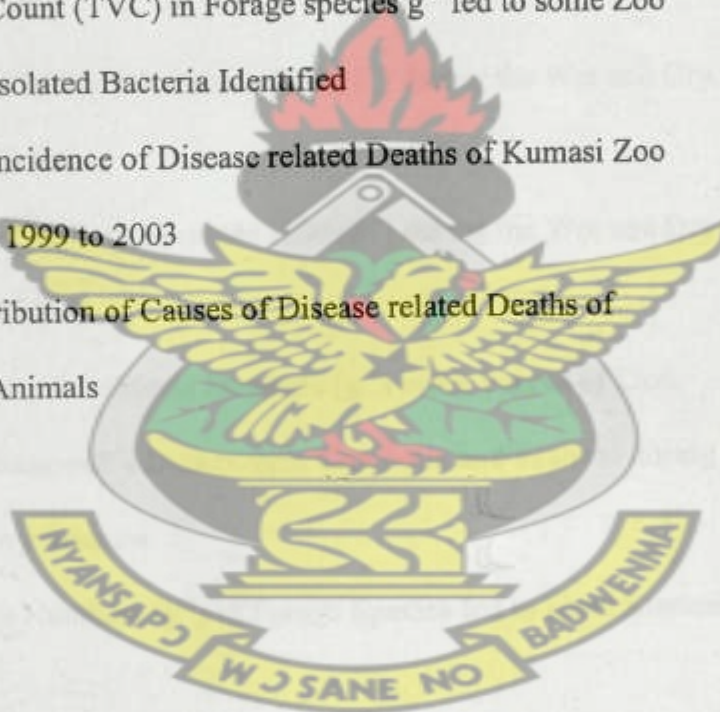 Count (TVC) in Forage species g⁻¹ fed to some Zoo
solated Bacteria Identified
ncidence of Disease related Deaths of Kumasi Zoo
1999 to 2003
ribution of Causes of Disease related Deaths of
Animals
NYANSAPƆ WƆSANE NO BADWENMA